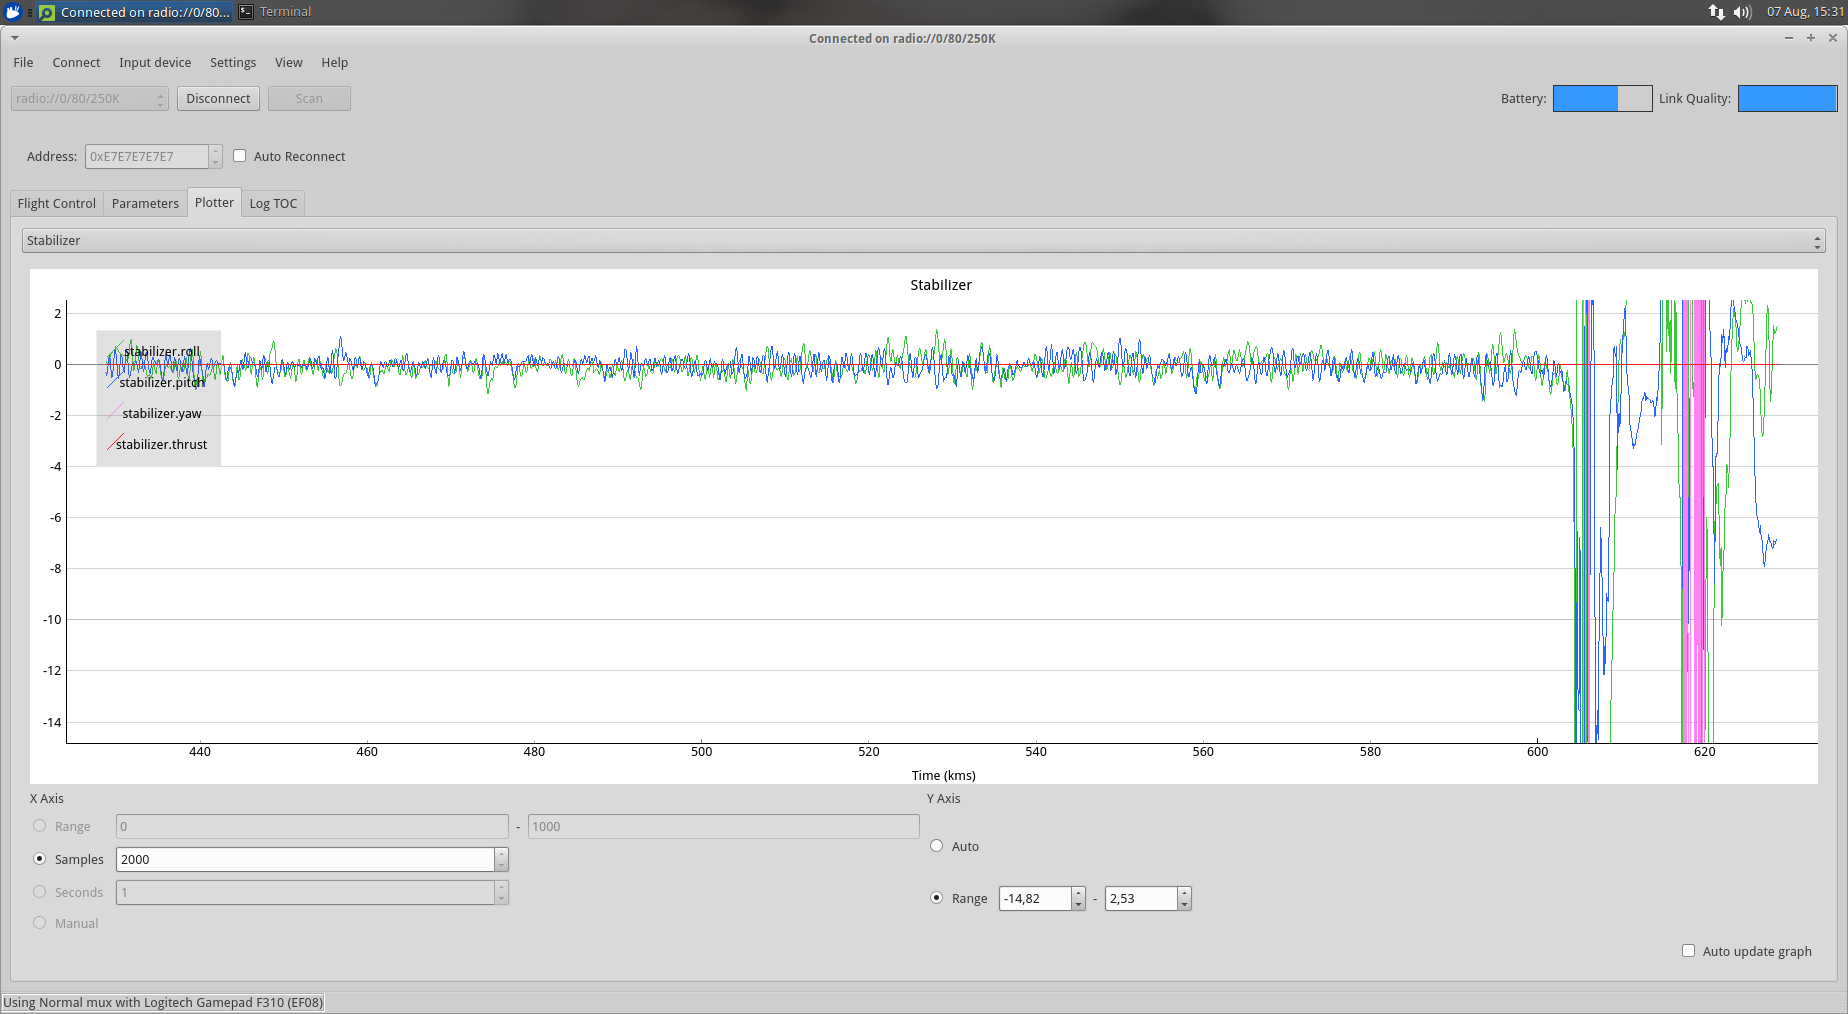 Connected on radio://0/80... Terminal 07 Aug, 15:31
Connected on radio://0/80/250K
File Connect Input device Settings View Help
radio://0/80/250K Disconnect Scan Battery: Link Quality:
Address: 0xE7E7E7E7E7 Auto Reconnect
Flight Control Parameters Plotter Log TOC
Stabilizer
Stabilizer
2
0
-2
-4
-6
-8
-10
-12
-14
stabilizer.roll
stabilizer.pitch
stabilizer.yaw
stabilizer.thrust
440 460 480 500 520 540 560 580 600 620
Time (kms)
X Axis
Range 0 - 1000
Samples 2000
Seconds 1
Manual
Y Axis
Auto
Range -14,82 - 2,53
Auto update graph
Using Normal mux with Logitech Gamepad F310 (EF08)